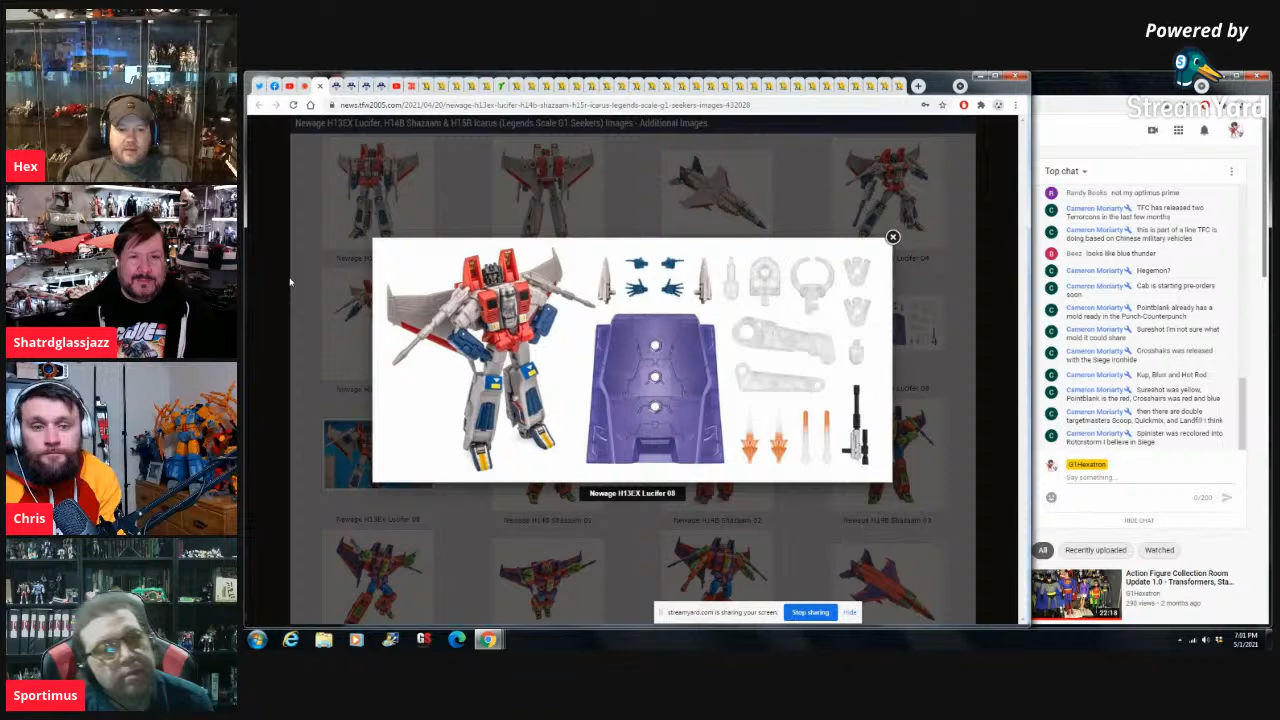 Powered by
StreamYard
Hex
Shatrdglassjazz
Chris
Sportimus
news.tfw2005.com/2021/04/20/newage-h13ex-lucifer-h14b-shazaam-h15r-icarus-legends-scale-g1-seekers-images-432028
Newage H13EX Lucifer, H14B Shazaam & H15R Icarus (Legends Scale G1 Seekers) Images - Additional Images
Newage H13EX Lucifer 08
Newage H14B Shazaam 01
Newage H14B Shazaam 02
streamyard.com is sharing your screen.
Stop sharing
Hide
Top chat
Randy Books not my optimus prime
Cameron Moriarty TFC has released two
Terrorcons in the last few months
Cameron Moriarty this is part of a line TFC is
doing based on Chinese military vehicles
Beez looks like blue thunder
Cameron Moriarty Hegemon?
Cameron Moriarty Cab is starting pre-orders
soon
Cameron Moriarty Pointblank already has a
mold ready in the Punch-Counterpunch
Cameron Moriarty Sureshot I'm not sure what
mold it could share
Cameron Moriarty Crosshairs was released
with the Siege Ironhide
Cameron Moriarty Kup, Blurr and Hot Rod
Cameron Moriarty Sureshot was yellow,
Pointblank is the red, Crosshairs was red and blue
Cameron Moriarty then there are double
targetmasters Scoop, Quickmix, and Landfill I think
Cameron Moriarty Spinister was recolored into
Rotorstorm I believe in Siege
G1Hexatron
Say something...
0/200
HIDE CHAT
All
Recently uploaded
Watched
Action Figure Collection Room
Update 1.0 - Transformers, Sta...
G1Hexatron
290 views • 2 months ago
22:18
7:01 PM
5/1/2021